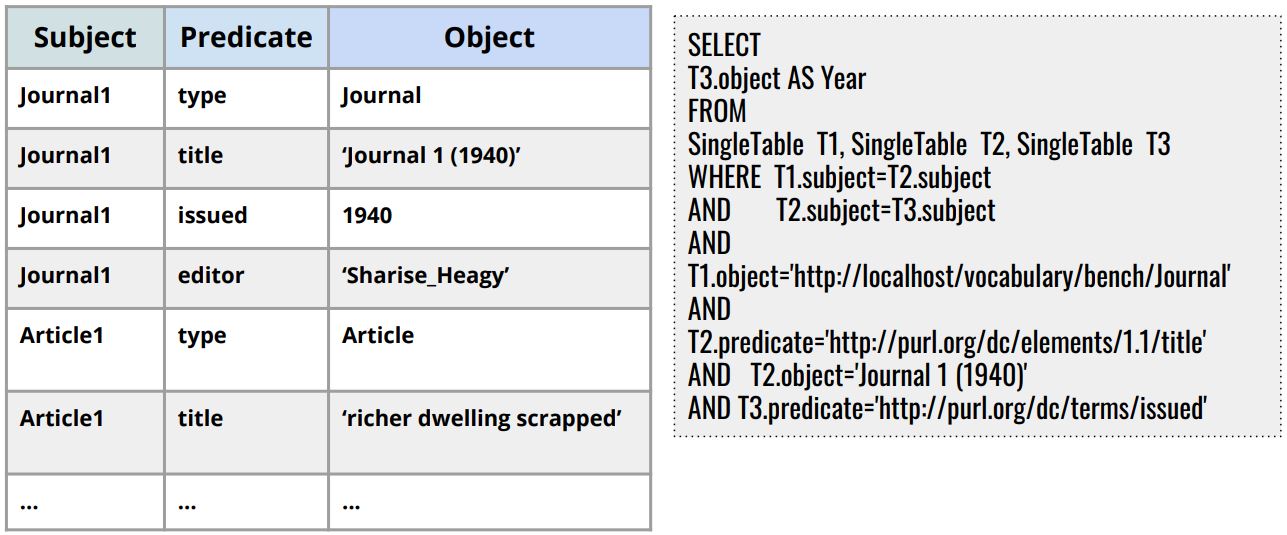 Subject Predicate Object
Journal1 type Journal
Journal1 title ‘Journal 1 (1940)’
Journal1 issued 1940
Journal1 editor ‘Sharise_Heagy’
Article1 type Article
Article1 title ‘richer dwelling scrapped’
... ... ...
SELECT
T3.object AS Year
FROM
SingleTable T1, SingleTable T2, SingleTable T3
WHERE T1.subject=T2.subject
AND T2.subject=T3.subject
AND
T1.object='http://localhost/vocabulary/bench/Journal'
AND
T2.predicate='http://purl.org/dc/elements/1.1/title'
AND T2.object='Journal 1 (1940)'
AND T3.predicate='http://purl.org/dc/terms/issued'